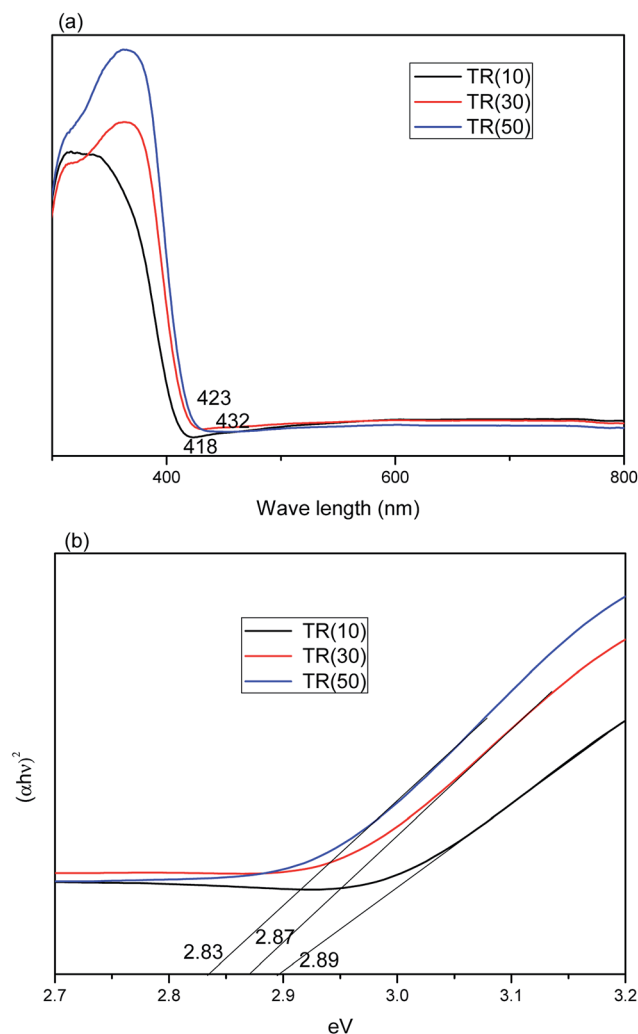 (a)
TR(10)
TR(30)
TR(50)
423
432
418
400
600
800
Wave length (nm)
(b)
TR(10)
TR(30)
TR(50)
(αhν)²
2.83
2.87
2.89
2.7
2.8
2.9
3.0
3.1
3.2
eV